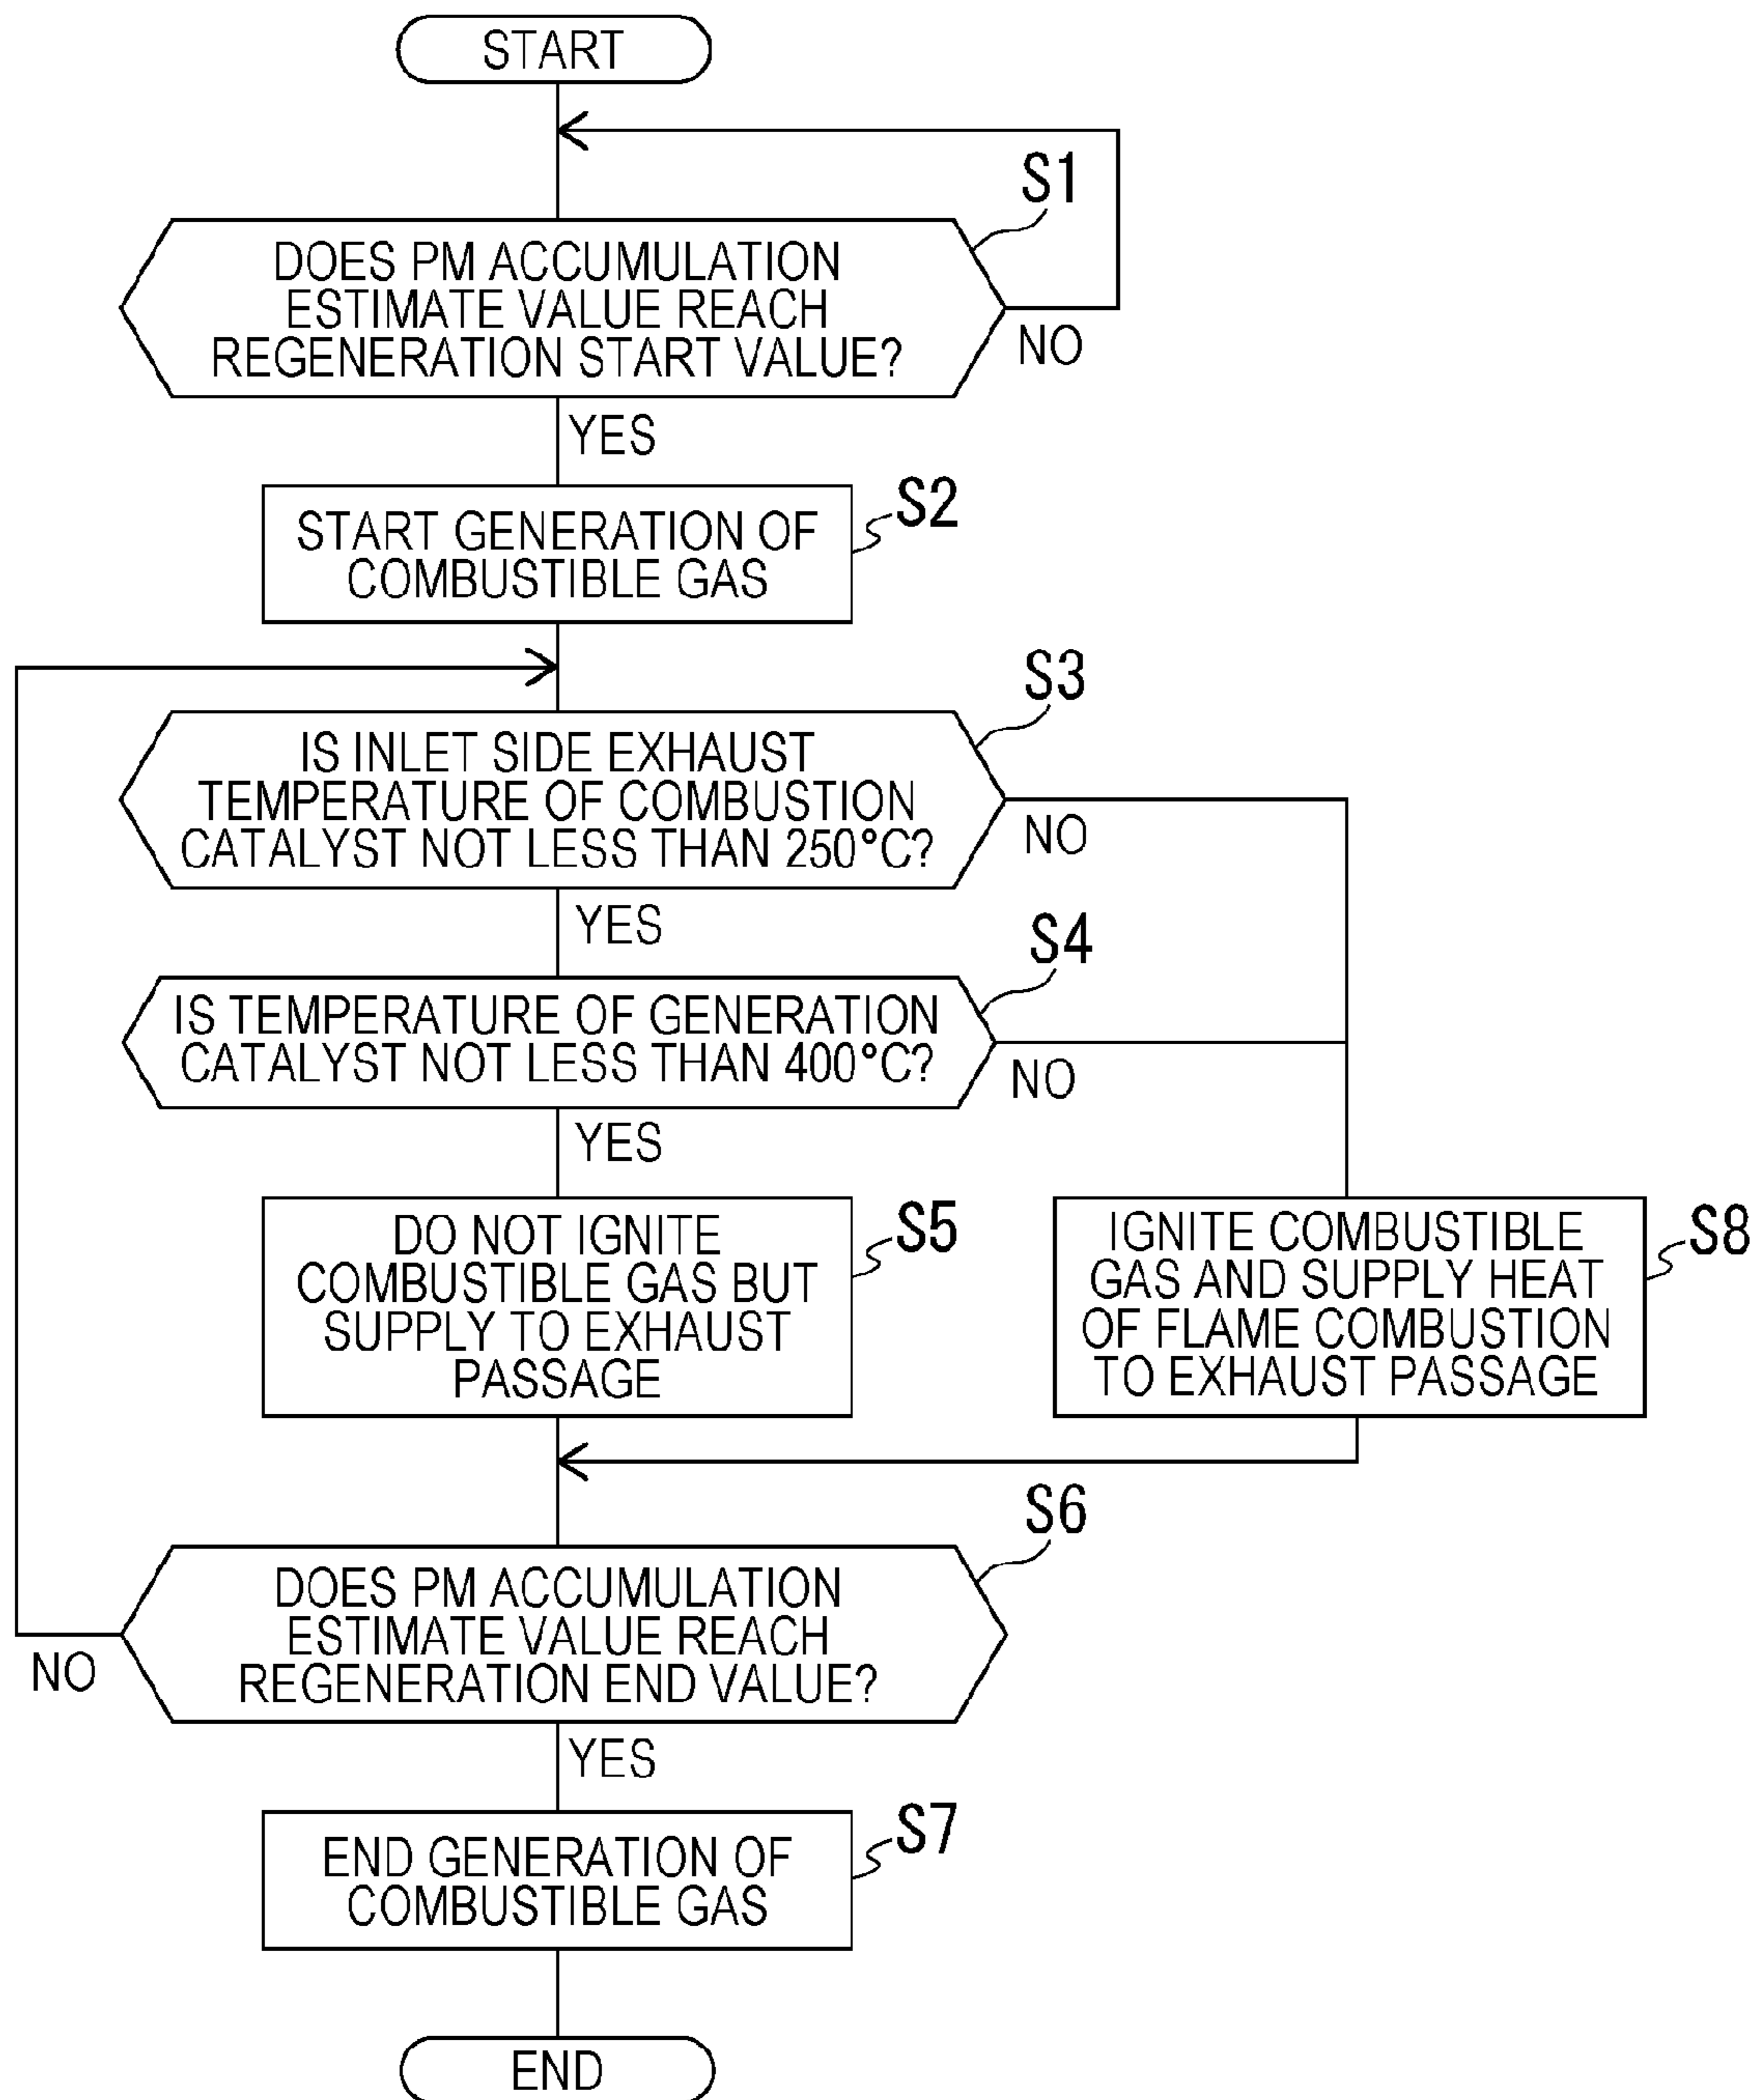 START
S1
DOES PM ACCUMULATION
ESTIMATE VALUE REACH
REGENERATION START VALUE?
NO
YES
S2
START GENERATION OF
COMBUSTIBLE GAS
S3
IS INLET SIDE EXHAUST
TEMPERATURE OF COMBUSTION
CATALYST NOT LESS THAN 250°C?
NO
YES
S4
IS TEMPERATURE OF GENERATION
CATALYST NOT LESS THAN 400°C?
NO
YES
S5
DO NOT IGNITE
COMBUSTIBLE GAS BUT
SUPPLY TO EXHAUST
PASSAGE
S8
IGNITE COMBUSTIBLE
GAS AND SUPPLY HEAT
OF FLAME COMBUSTION
TO EXHAUST PASSAGE
S6
DOES PM ACCUMULATION
ESTIMATE VALUE REACH
REGENERATION END VALUE?
NO
YES
S7
END GENERATION OF
COMBUSTIBLE GAS
END